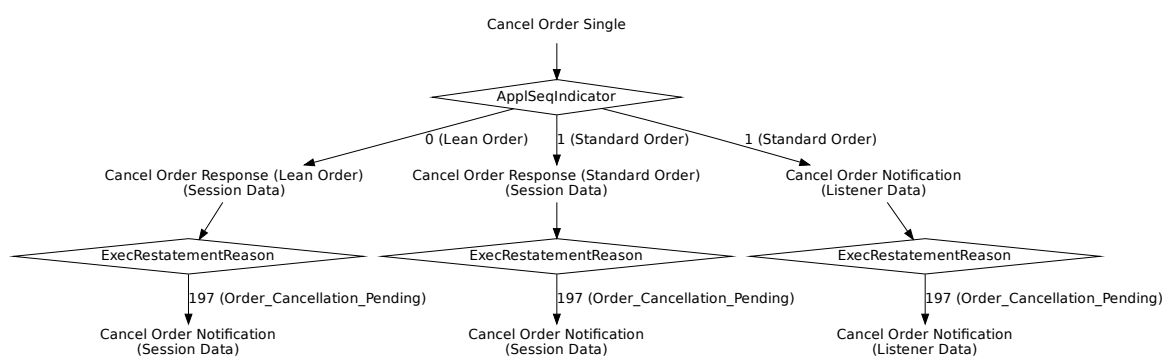 Cancel Order Single
ApplSeqIndicator
0 (Lean Order)
1 (Standard Order)
1 (Standard Order)
Cancel Order Response (Lean Order)
(Session Data)
Cancel Order Response (Standard Order)
(Session Data)
Cancel Order Notification
(Listener Data)
ExecRestatementReason
ExecRestatementReason
ExecRestatementReason
197 (Order_Cancellation_Pending)
197 (Order_Cancellation_Pending)
197 (Order_Cancellation_Pending)
Cancel Order Notification
(Session Data)
Cancel Order Notification
(Session Data)
Cancel Order Notification
(Listener Data)